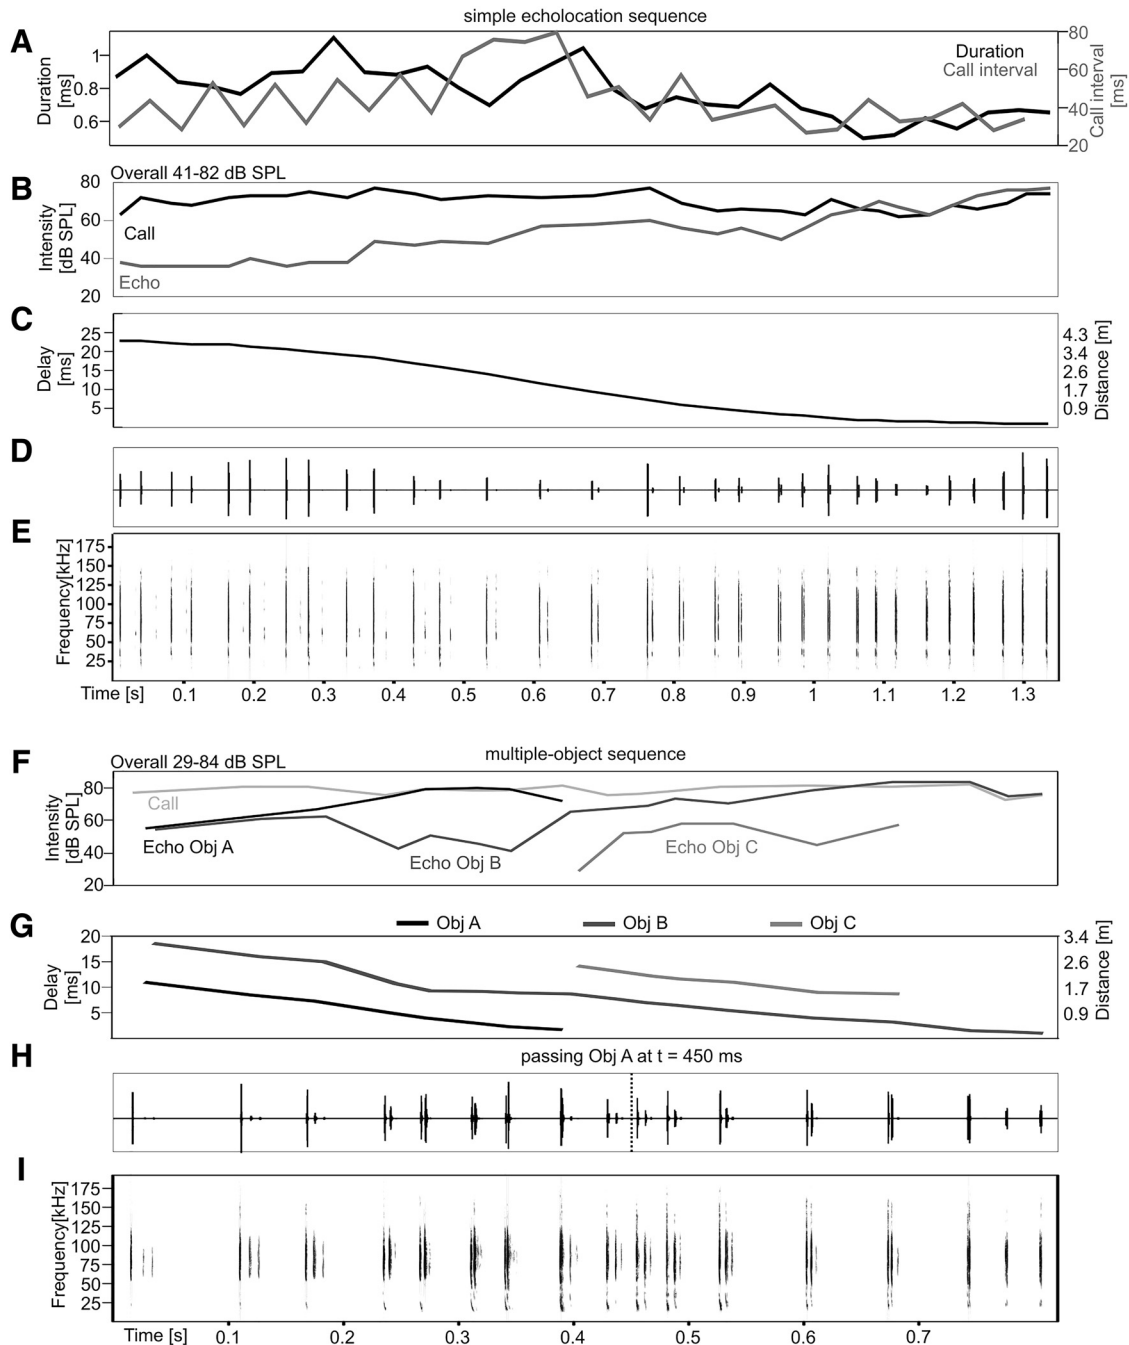 simple echolocation sequence
A
Duration
[ms]
1
0.8
0.6
Duration
Call interval
80
60
40
20
Call interval
[ms]
B
Overall 41-82 dB SPL
Intensity
[dB SPL]
80
60
40
20
Call
Echo
C
Delay
[ms]
25
20
15
10
5
4.3
3.4
2.6
1.7
0.9
Distance [m]
D
E
Frequency[kHz]
175
150
125
100
75
50
25
Time [s] 0.1 0.2 0.3 0.4 0.5 0.6 0.7 0.8 0.9 1 1.1 1.2 1.3
F
Overall 29-84 dB SPL
multiple-object sequence
Intensity
[dB SPL]
80
60
40
20
Call
Echo Obj A
Echo Obj B
Echo Obj C
G
Obj A Obj B Obj C
Delay
[ms]
20
15
10
5
3.4
2.6
1.7
0.9
Distance [m]
H
passing Obj A at t = 450 ms
I
Frequency[kHz]
175
150
125
100
75
50
25
Time [s] 0.1 0.2 0.3 0.4 0.5 0.6 0.7